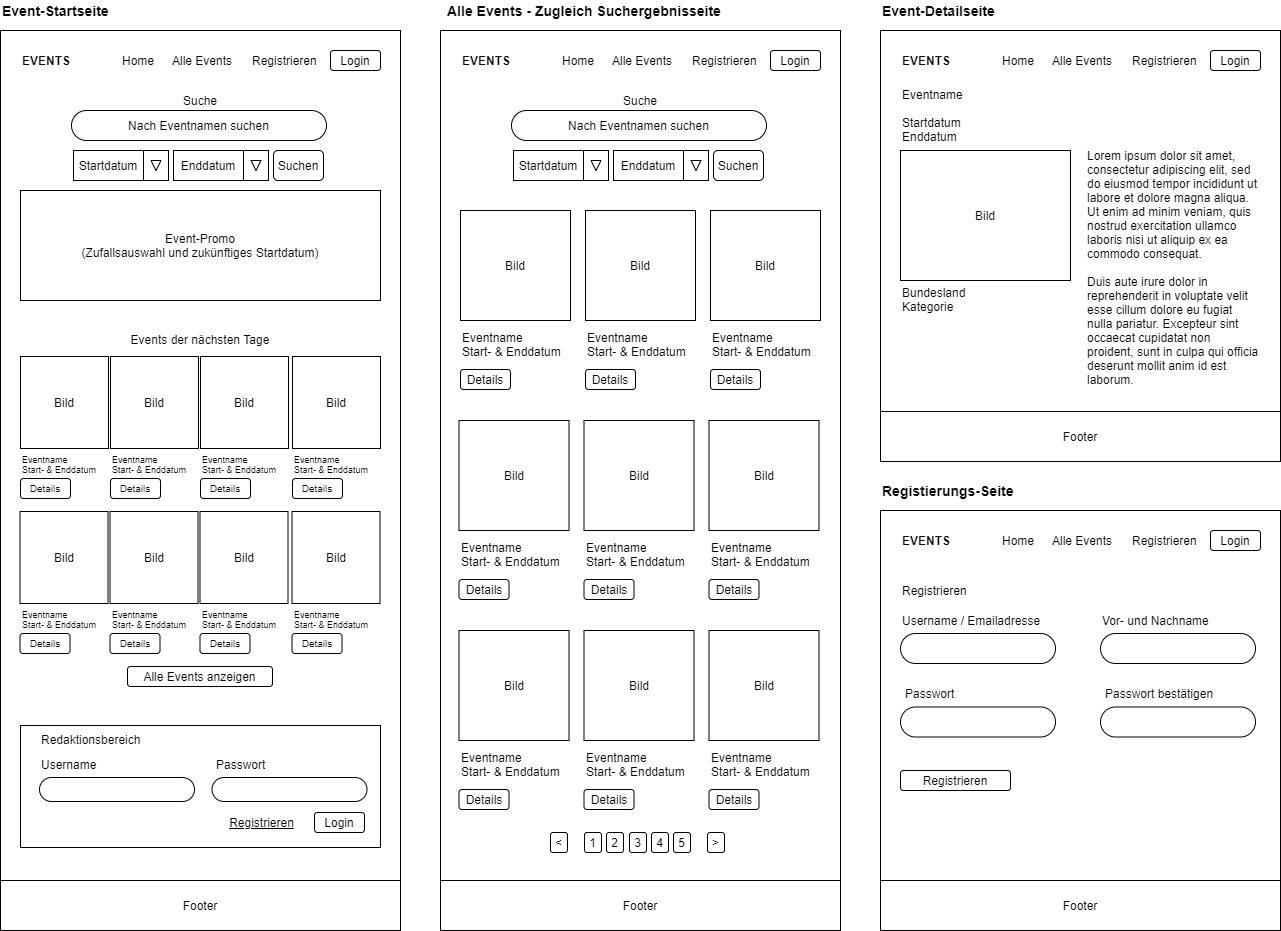 Event-Startseite
EVENTS
Home
Alle Events
Registrieren
Login
Suche
Nach Eventnamen suchen
Startdatum ▽
Enddatum ▽
Suchen
Event-Promo
(Zufallsauswahl und zukünftiges Startdatum)
Events der nächsten Tage
Bild
Bild
Bild
Bild
Eventname
Start- & Enddatum
Details
Eventname
Start- & Enddatum
Details
Eventname
Start- & Enddatum
Details
Eventname
Start- & Enddatum
Details
Bild
Bild
Bild
Bild
Eventname
Start- & Enddatum
Details
Eventname
Start- & Enddatum
Details
Eventname
Start- & Enddatum
Details
Eventname
Start- & Enddatum
Details
Alle Events anzeigen
Redaktionsbereich
Username
Passwort
Registrieren
Login
Footer
Alle Events - Zugleich Suchergebnisseite
EVENTS
Home
Alle Events
Registrieren
Login
Suche
Nach Eventnamen suchen
Startdatum ▽
Enddatum ▽
Suchen
Bild
Bild
Bild
Eventname
Start- & Enddatum
Details
Eventname
Start- & Enddatum
Details
Eventname
Start- & Enddatum
Details
Bild
Bild
Bild
Eventname
Start- & Enddatum
Details
Eventname
Start- & Enddatum
Details
Eventname
Start- & Enddatum
Details
Bild
Bild
Bild
Eventname
Start- & Enddatum
Details
Eventname
Start- & Enddatum
Details
Eventname
Start- & Enddatum
Details
< 1 2 3 4 5 >
Footer
Event-Detailseite
EVENTS
Home
Alle Events
Registrieren
Login
Eventname
Startdatum
Enddatum
Bild
Bundesland
Kategorie
Lorem ipsum dolor sit amet,
consectetur adipiscing elit, sed
do eiusmod tempor incididunt ut
labore et dolore magna aliqua.
Ut enim ad minim veniam, quis
nostrud exercitation ullamco
laboris nisi ut aliquip ex ea
commodo consequat.
Duis aute irure dolor in
reprehenderit in voluptate velit
esse cillum dolore eu fugiat
nulla pariatur. Excepteur sint
occaecat cupidatat non
proident, sunt in culpa qui officia
deserunt mollit anim id est
laborum.
Footer
Registierungs-Seite
EVENTS
Home
Alle Events
Registrieren
Login
Registrieren
Username / Emailadresse
Vor- und Nachname
Passwort
Passwort bestätigen
Registrieren
Footer